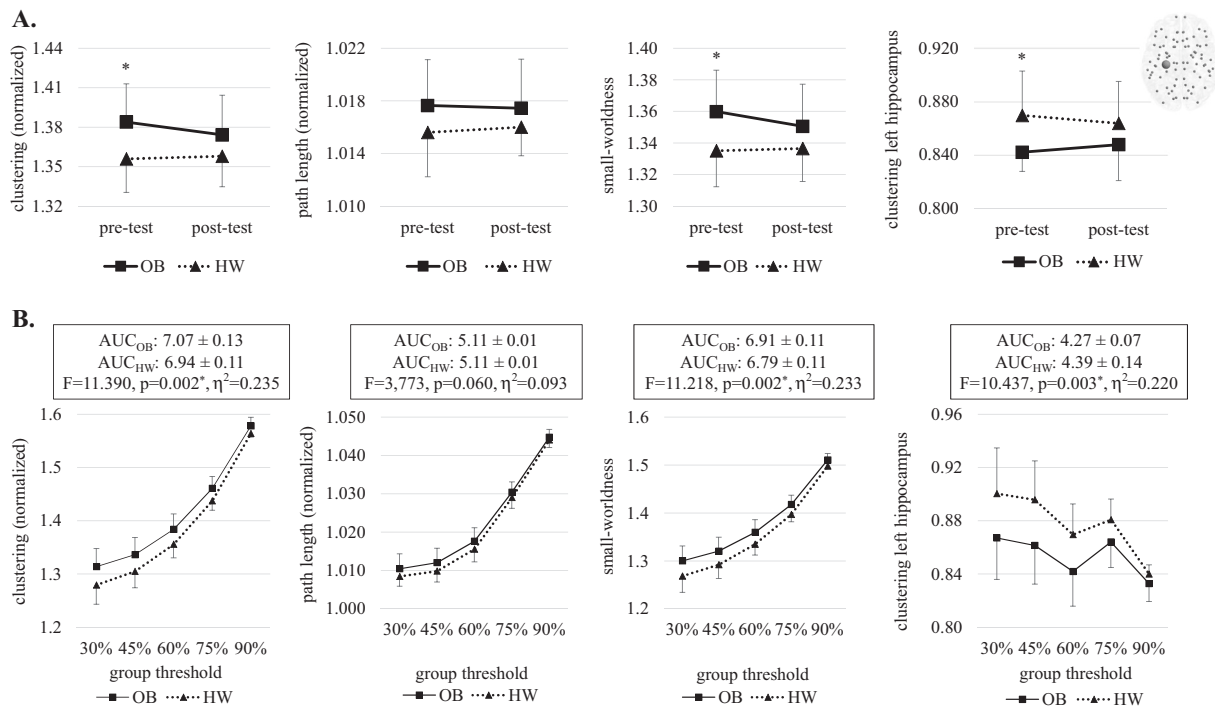 A.
clustering (normalized)
1.44
1.41
1.38
1.35
1.32
*
pre-test
post-test
OB
HW
path length (normalized)
1.022
1.018
1.014
1.010
pre-test
post-test
OB
HW
small-worldness
1.40
1.38
1.36
1.34
1.32
1.30
*
pre-test
post-test
OB
HW
clustering left hippocampus
0.920
0.880
0.840
0.800
*
pre-test
post-test
OB
HW
B.
AUCOB: 7.07 ± 0.13
AUCHW: 6.94 ± 0.11
F=11.390, p=0.002*, η2=0.235
clustering (normalized)
1.6
1.5
1.4
1.3
1.2
30% 45% 60% 75% 90%
group threshold
OB
HW
AUCOB: 5.11 ± 0.01
AUCHW: 5.11 ± 0.01
F=3,773, p=0.060, η2=0.093
path length (normalized)
1.050
1.040
1.030
1.020
1.010
1.000
30% 45% 60% 75% 90%
group threshold
OB
HW
AUCOB: 6.91 ± 0.11
AUCHW: 6.79 ± 0.11
F=11.218, p=0.002*, η2=0.233
small-worldness
1.6
1.5
1.4
1.3
1.2
30% 45% 60% 75% 90%
group threshold
OB
HW
AUCOB: 4.27 ± 0.07
AUCHW: 4.39 ± 0.14
F=10.437, p=0.003*, η2=0.220
clustering left hippocampus
0.96
0.92
0.88
0.84
0.80
30% 45% 60% 75% 90%
group threshold
OB
HW